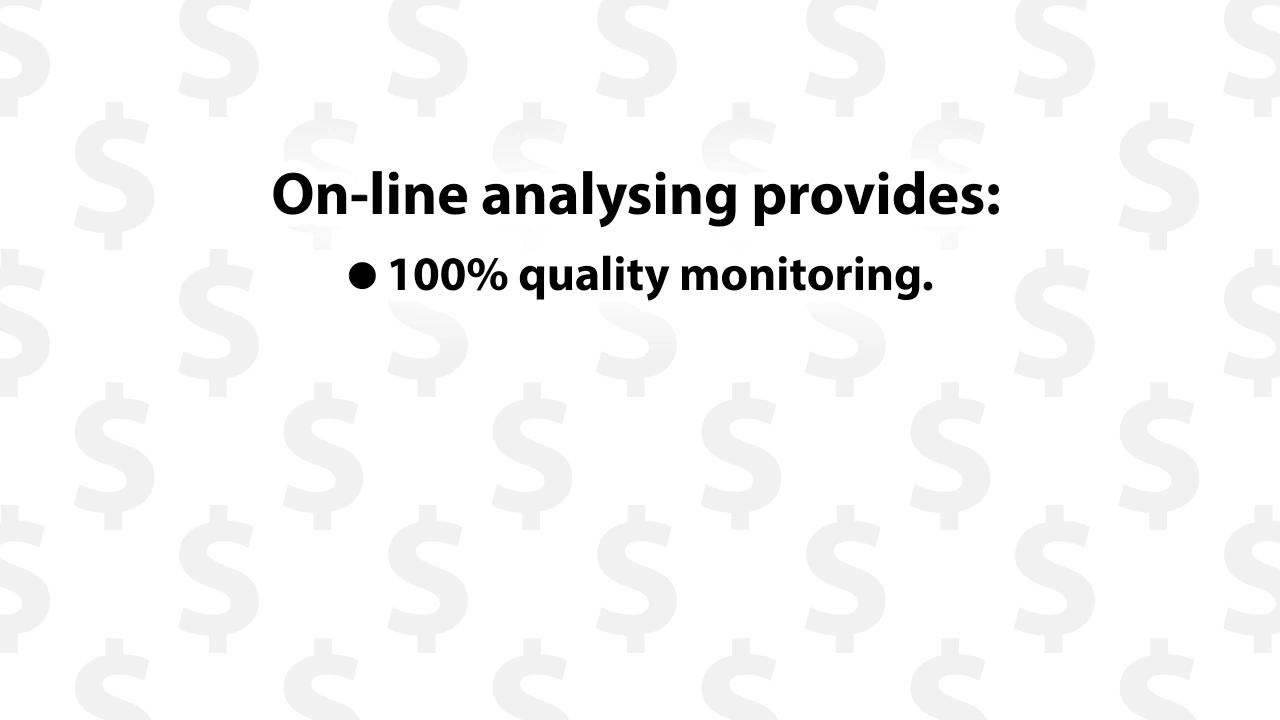 On-line analysing provides:
● 100% quality monitoring.